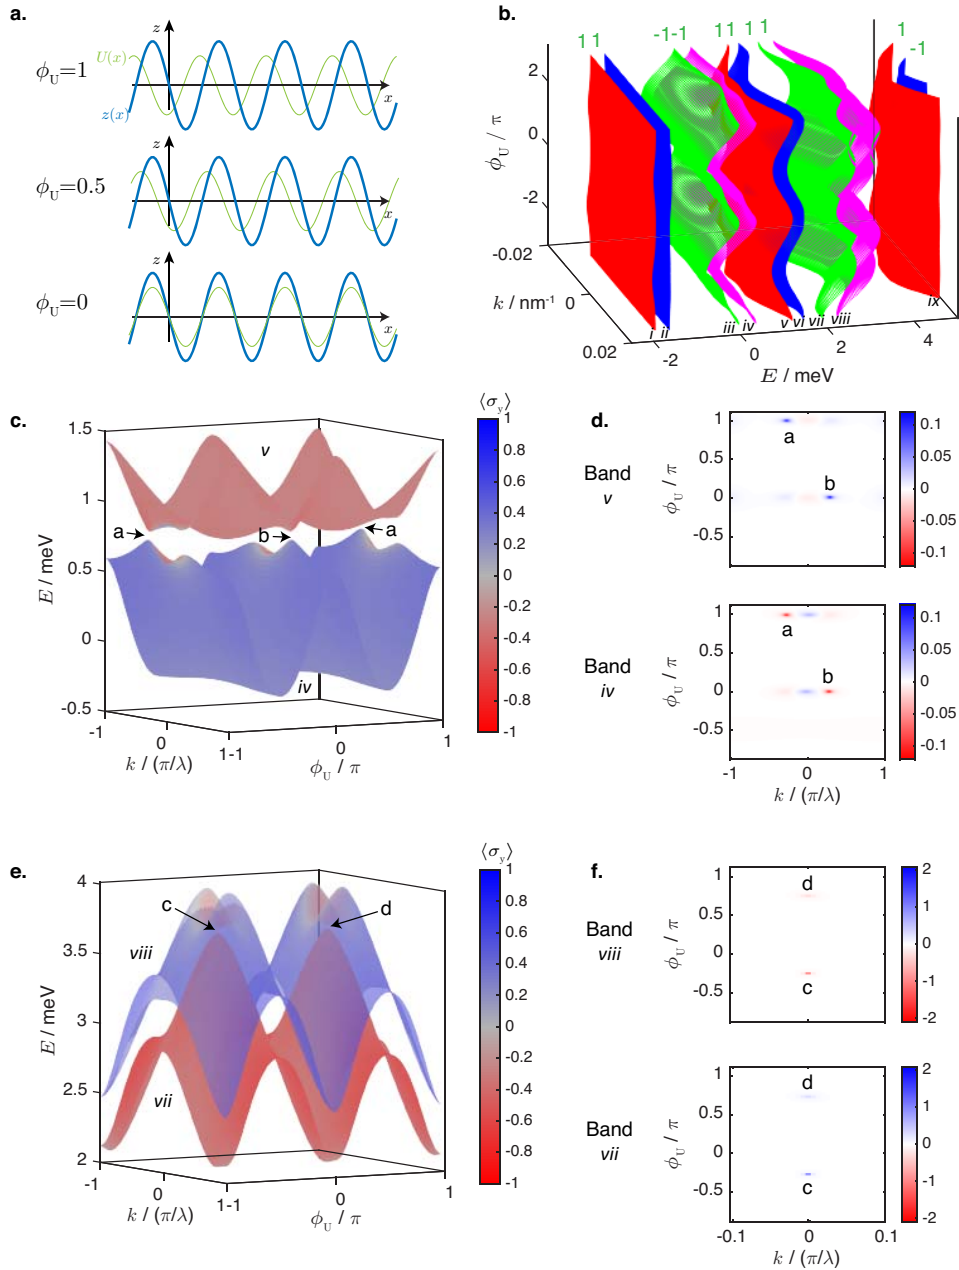 a.
z
U(x)
ϕU=1
x
z(x)
z
ϕU=0.5
x
z
ϕU=0
x
b.
1 1
-1-1
1 1
1 1
1
-1
2
0
-2
ϕU / π
-0.02
0
0.02
k / nm-1
i
ii
iii
iv
v
vi
vii
viii
ix
-2
0
2
4
E / meV
c.
1.5
1
0.5
0
-0.5
E / meV
v
a
b
a
iv
-1
0
1
k / (π/λ)
-1
0
1
ϕU / π
⟨σy⟩
1
0.8
0.6
0.4
0.2
0
-0.2
-0.4
-0.6
-0.8
-1
d.
Band
v
1
0.5
0
-0.5
ϕU / π
a
b
0.1
0.05
0
-0.05
-0.1
Band
iv
1
0.5
0
-0.5
ϕU / π
a
b
-1
0
1
k / (π/λ)
0.1
0.05
0
-0.05
-0.1
e.
4
3.5
3
2.5
2
E / meV
c
d
viii
vii
-1
0
1
k / (π/λ)
-1
0
1
ϕU / π
⟨σy⟩
1
0.8
0.6
0.4
0.2
0
-0.2
-0.4
-0.6
-0.8
-1
f.
Band
viii
1
0.5
0
-0.5
ϕU / π
d
c
2
1
0
-1
-2
Band
vii
1
0.5
0
-0.5
ϕU / π
d
c
-0.1
0
0.1
k / (π/λ)
2
1
0
-1
-2